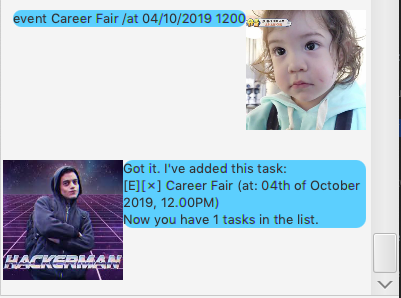 event Career Fair /at 04/10/2019 1200
Got it. I've added this task:
[E][×] Career Fair (at: 04th of October
2019, 12.00PM)
Now you have 1 tasks in the list.
HACKERMAN